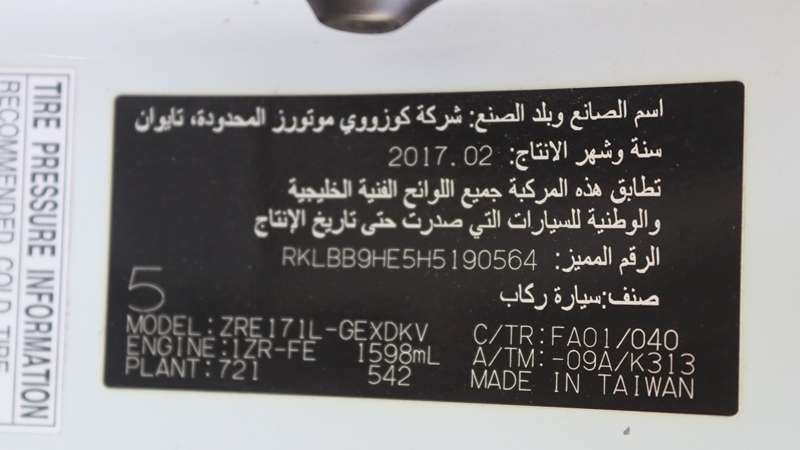 TIRE PRESSURE INFORMATION
RECOMMENDED COLD TIRE
اسم الصانع وبلد الصنع: شركة كوزووي موتورز المحدودة، تايوان
سنة وشهر الانتاج: 2017.02
تطابق هذه المركبة جميع اللوائح الفنية الخليجية
والوطنية للسيارات التي صدرت حتى تاريخ الإنتاج
الرقم المميز: RKLBB9HE5H5190564
صنف:سيارة ركاب
5
MODEL:ZRE171L-GEXDKV C/TR:FA01/040
ENGINE:1ZR-FE 1598mL A/TM:-09A/K313
PLANT:721 542 MADE IN TAIWAN